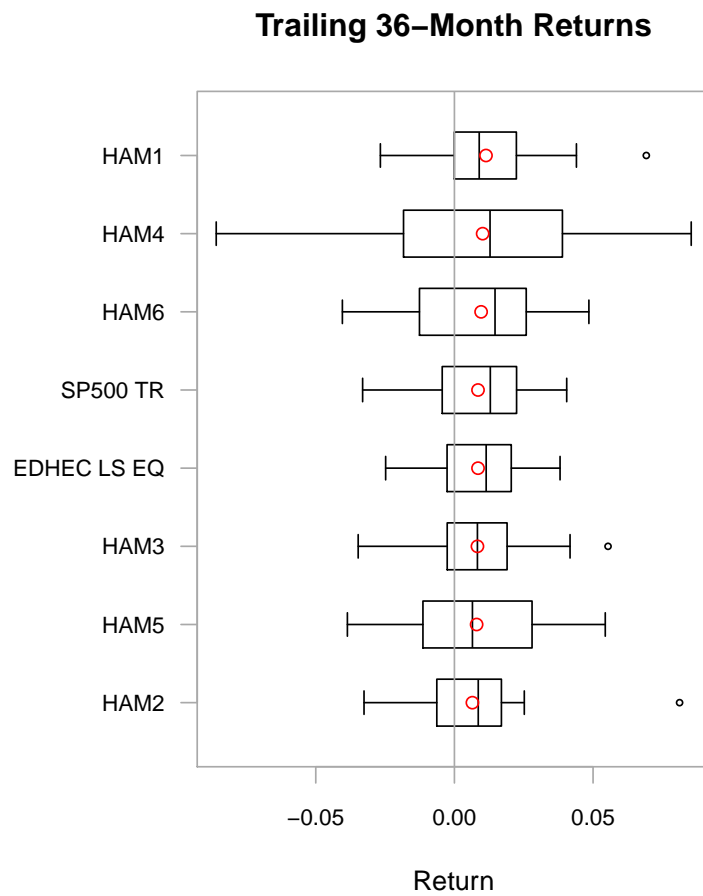 Trailing 36−Month Returns
HAM1
HAM4
HAM6
SP500 TR
EDHEC LS EQ
HAM3
HAM5
HAM2
−0.05 0.00 0.05
Return